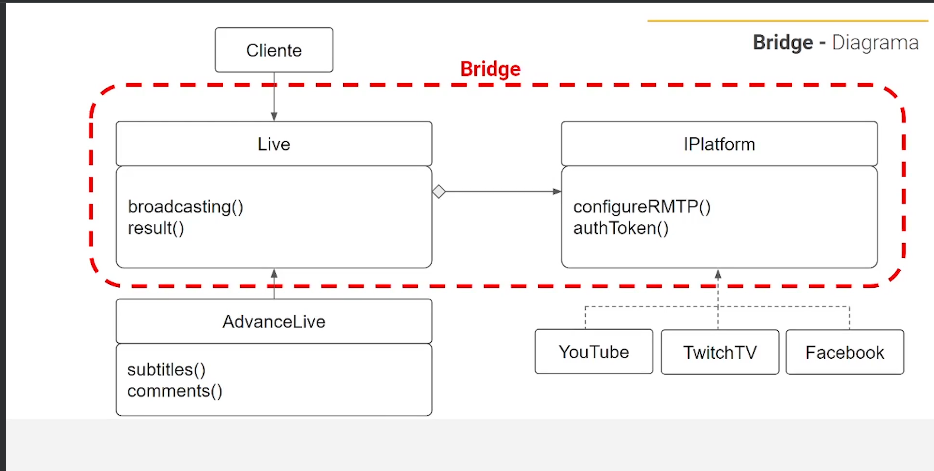 Bridge - Diagrama
Cliente
Bridge
Live
broadcasting()
result()
IPlatform
configureRMTP()
authToken()
AdvanceLive
subtitles()
comments()
YouTube
TwitchTV
Facebook